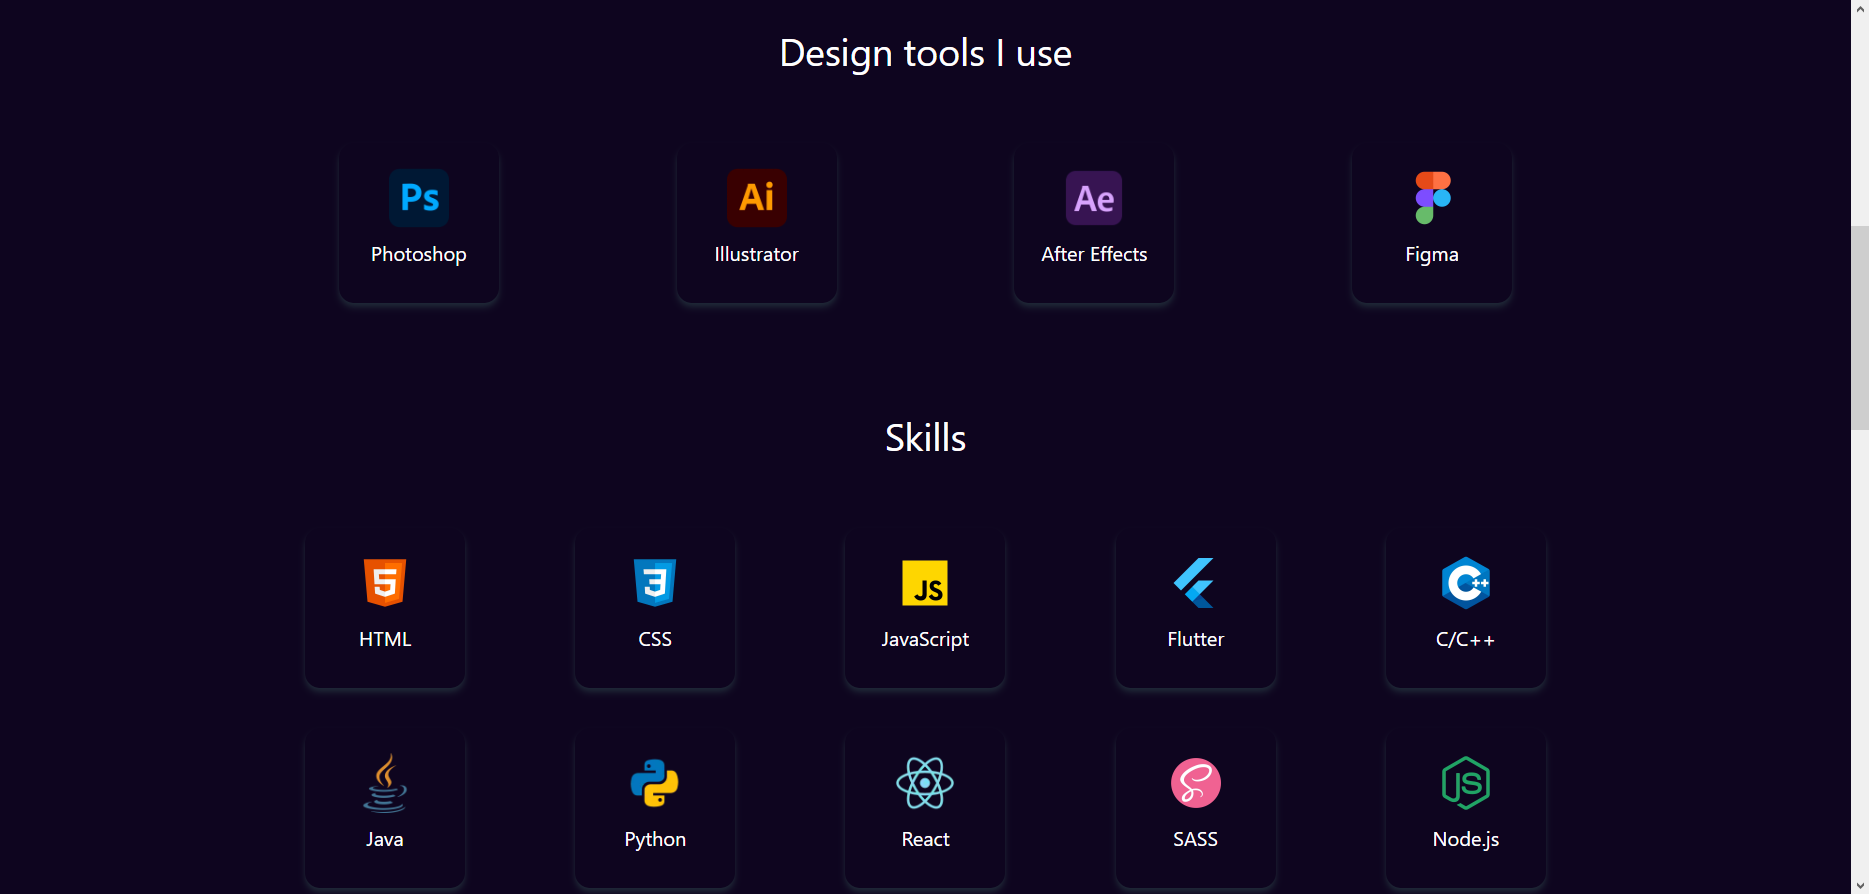 Design tools I use
Ps
Ai
Ae
Photoshop
Illustrator
After Effects
Figma
Skills
5
3
JS
C++
HTML
CSS
JavaScript
Flutter
C/C++
JS
Java
Python
React
SASS
Node.js